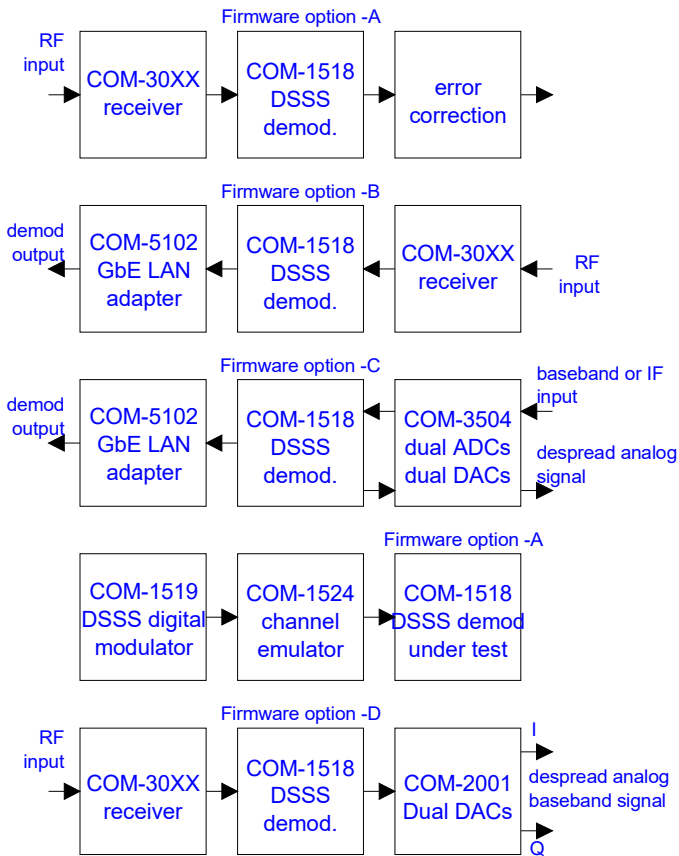 Firmware option -A
RF
input
COM-30XX
receiver
COM-1518
DSSS
demod.
error
correction
Firmware option -B
demod
output
COM-5102
GbE LAN
adapter
COM-1518
DSSS
demod.
COM-30XX
receiver
RF
input
Firmware option -C
demod
output
COM-5102
GbE LAN
adapter
COM-1518
DSSS
demod.
COM-3504
dual ADCs
dual DACs
baseband or IF
input
despread analog
signal
Firmware option -A
COM-1519
DSSS digital
modulator
COM-1524
channel
emulator
COM-1518
DSSS demod
under test
Firmware option -D
RF
input
COM-30XX
receiver
COM-1518
DSSS
demod.
COM-2001
Dual DACs
I
despread analog
baseband signal
Q